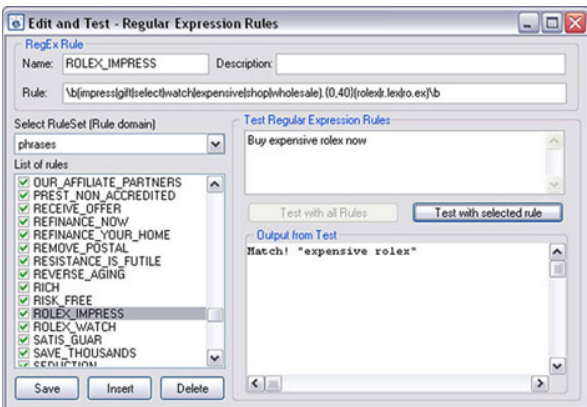 Edit and Test - Regular Expression Rules
RegEx Rule
Name: ROLEX_IMPRESS Description:
Rule: \b(impress|gift|select|watch|expensive|shop|wholesale).{0,40}(rolex|r.lex|ro.ex)\b
Select RuleSet (Rule domain)
phrases
List of rules
OUR_AFFILIATE_PARTNERS
PREST_NON_ACCREDITED
RECEIVE_OFFER
REFINANCE_NOW
REFINANCE_YOUR_HOME
REMOVE_POSTAL
RESISTANCE_IS_FUTILE
REVERSE_AGING
RICH
RISK_FREE
ROLEX_IMPRESS
ROLEX_WATCH
SATIS_GUAR
SAVE_THOUSANDS
SEDUCTION
Save Insert Delete
Test Regular Expression Rules
Buy expensive rolex now
Test with all Rules Test with selected rule
Output from Test
Match! "expensive rolex"